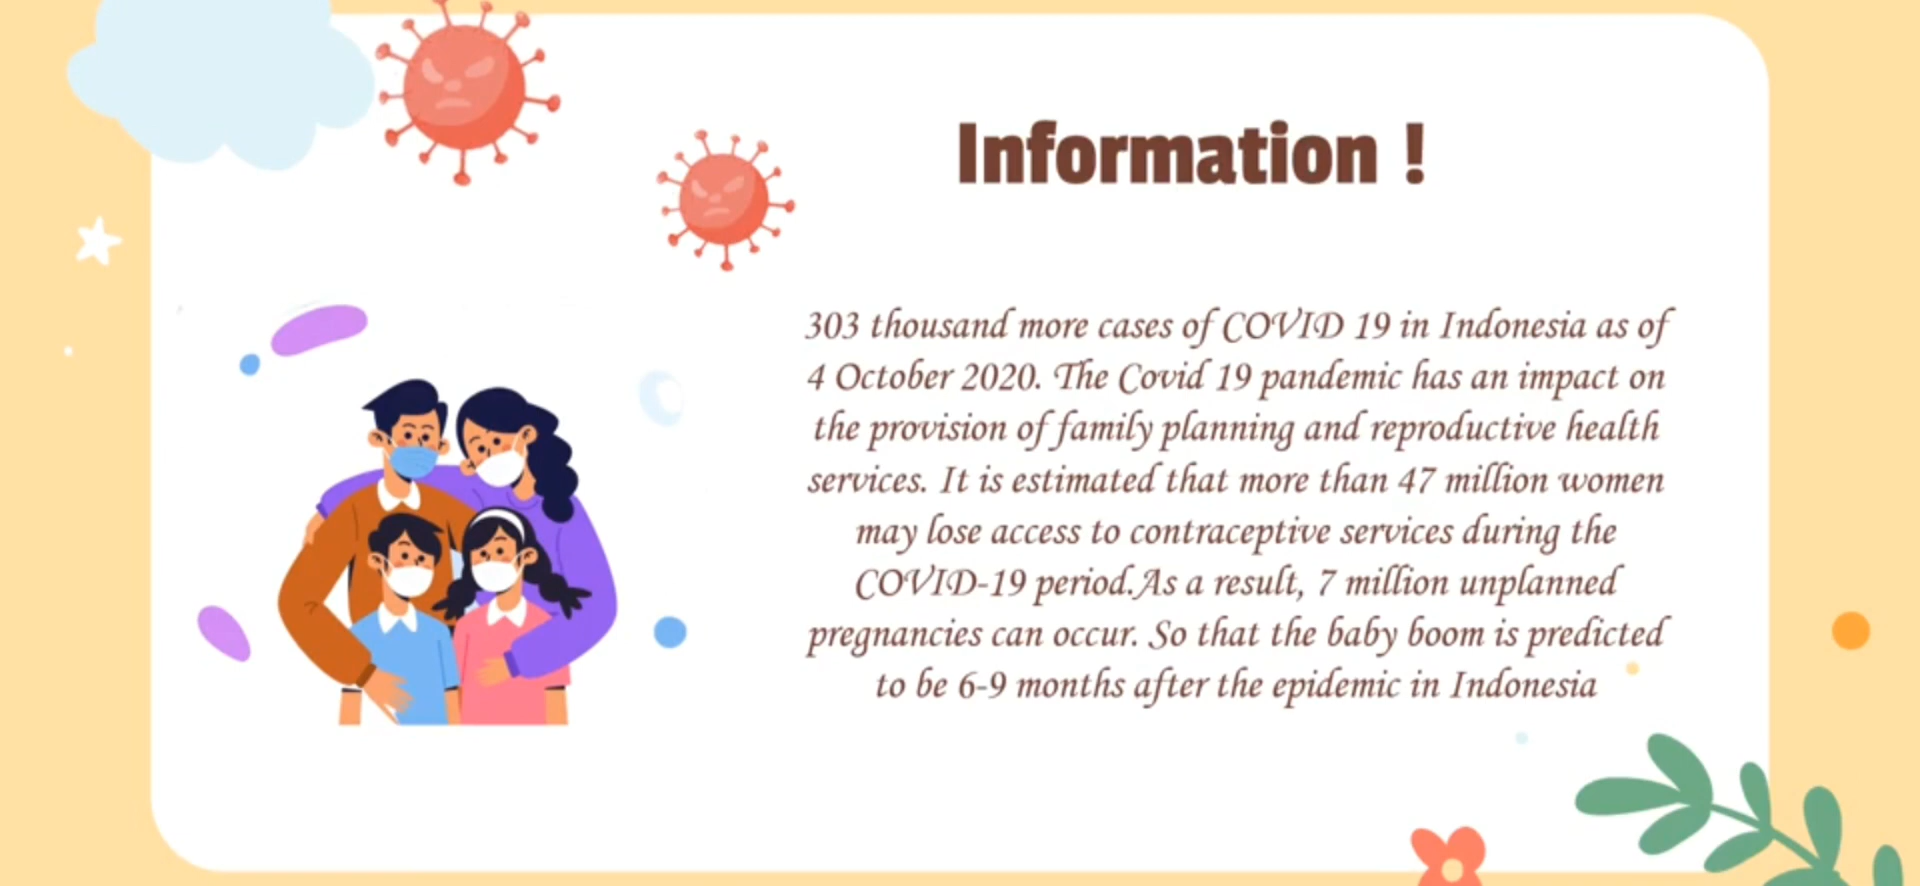 Information !
303 thousand more cases of COVID 19 in Indonesia as of
4 October 2020. The Covid 19 pandemic has an impact on
the provision of family planning and reproductive health
services. It is estimated that more than 47 million women
may lose access to contraceptive services during the
COVID-19 period.As a result, 7 million unplanned
pregnancies can occur. So that the baby boom is predicted
to be 6-9 months after the epidemic in Indonesia